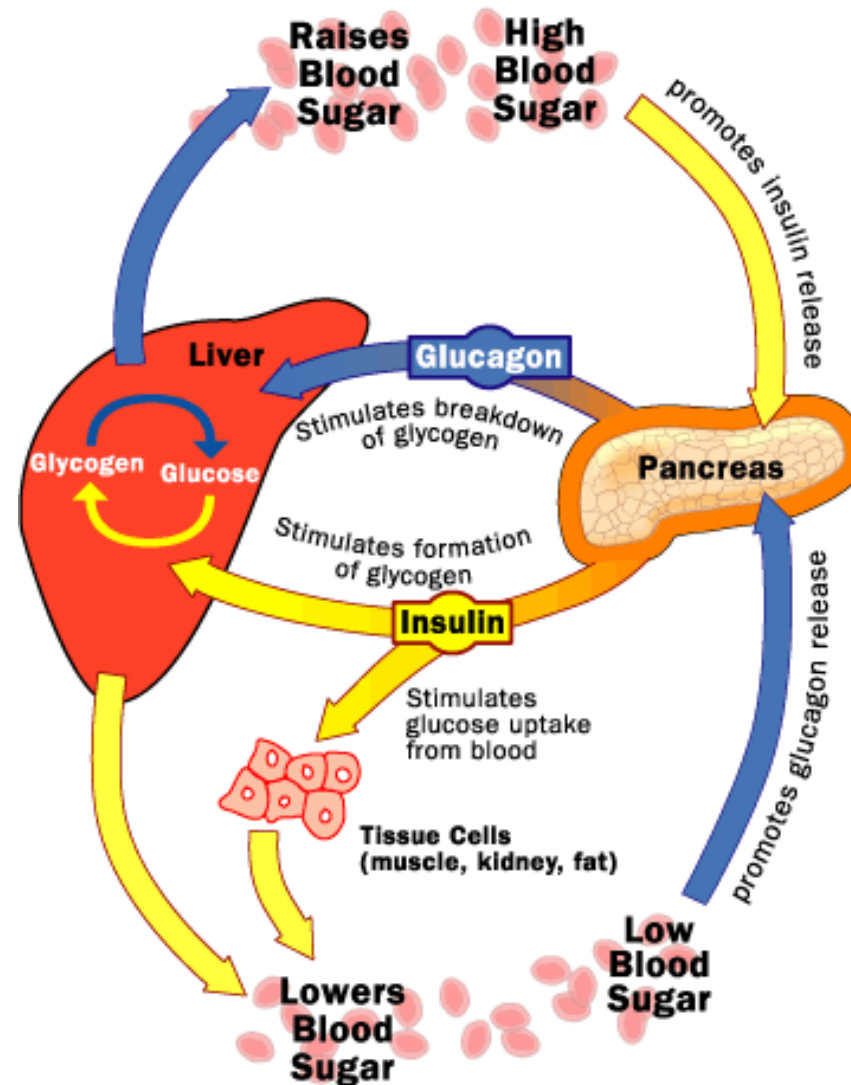 Raises
Blood
Sugar
High
Blood
Sugar
promotes insulin release
Liver
Glucagon
Stimulates breakdown
of glycogen
Glycogen
Glucose
Pancreas
Stimulates formation
of glycogen
Insulin
Stimulates
glucose uptake
from blood
Tissue Cells
(muscle, kidney, fat)
promotes glucagon release
Low
Blood
Sugar
Lowers
Blood
Sugar